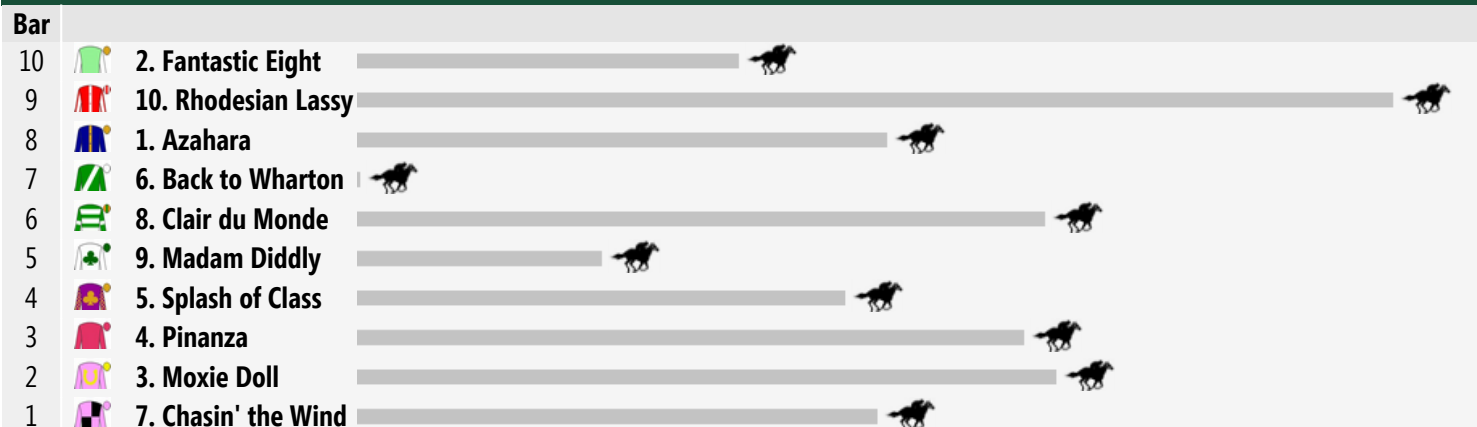 Bar
10 2. Fantastic Eight
9 10. Rhodesian Lassy
8 1. Azahara
7 6. Back to Wharton
6 8. Clair du Monde
5 9. Madam Diddly
4 5. Splash of Class
3 4. Pinanza
2 3. Moxie Doll
1 7. Chasin' the Wind